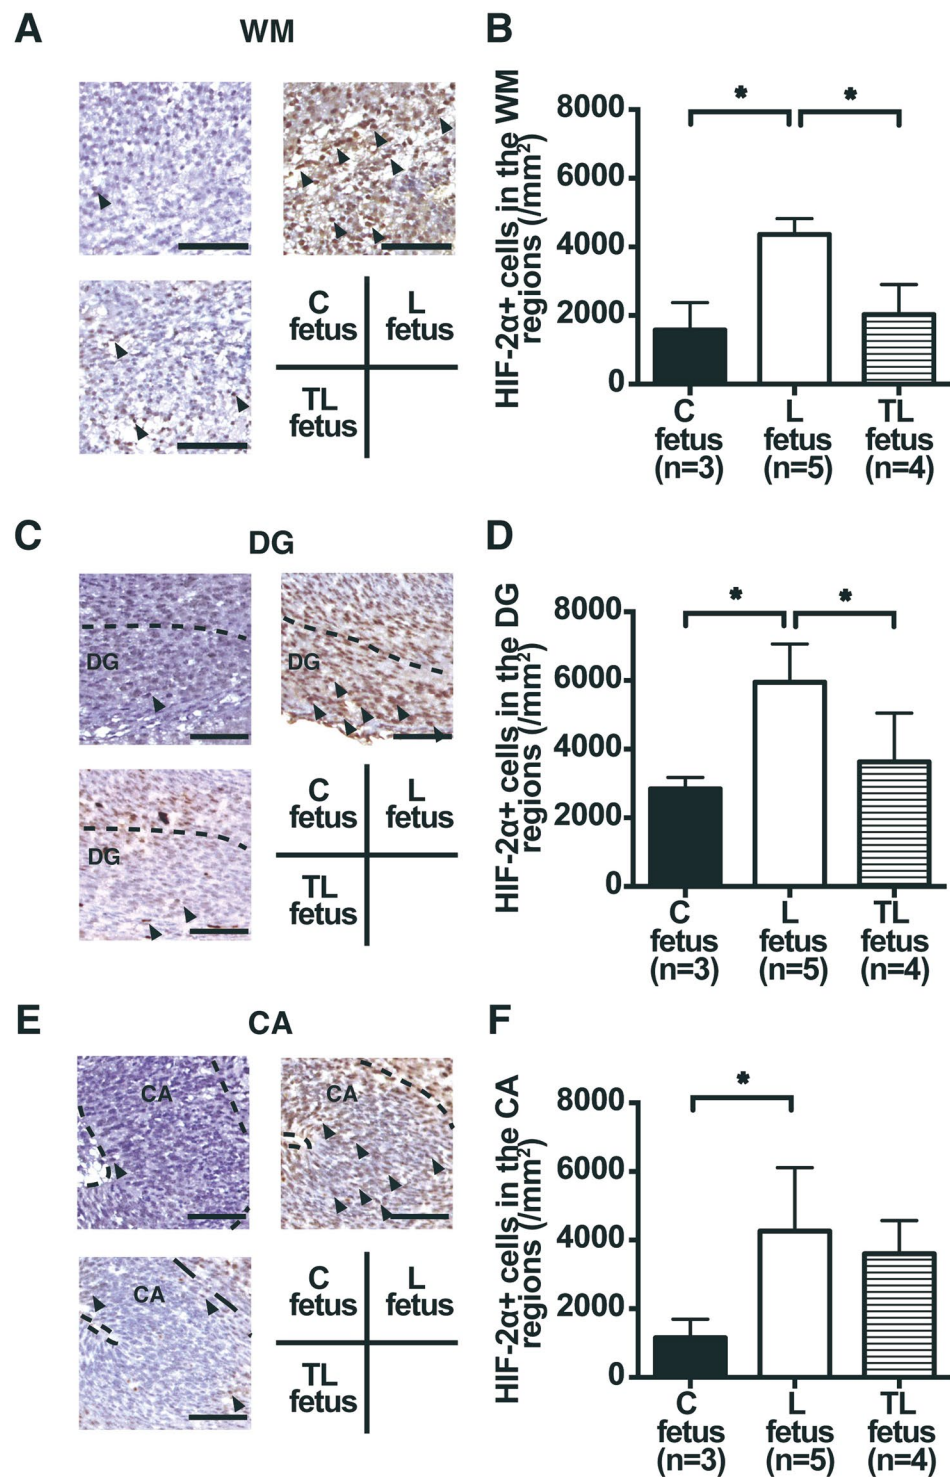 A
WM
C
fetus
L
fetus
TL
fetus
B
HIF-2α+ cells in the WM
regions (/mm²)
8000
6000
4000
2000
0
*
*
C
fetus
(n=3)
L
fetus
(n=5)
TL
fetus
(n=4)
C
DG
DG
DG
DG
C
fetus
L
fetus
TL
fetus
D
HIF-2α+ cells in the DG
regions (/mm²)
8000
6000
4000
2000
0
*
*
C
fetus
(n=3)
L
fetus
(n=5)
TL
fetus
(n=4)
E
CA
CA
CA
CA
C
fetus
L
fetus
TL
fetus
F
HIF-2α+ cells in the CA
regions (/mm²)
8000
6000
4000
2000
0
*
C
fetus
(n=3)
L
fetus
(n=5)
TL
fetus
(n=4)